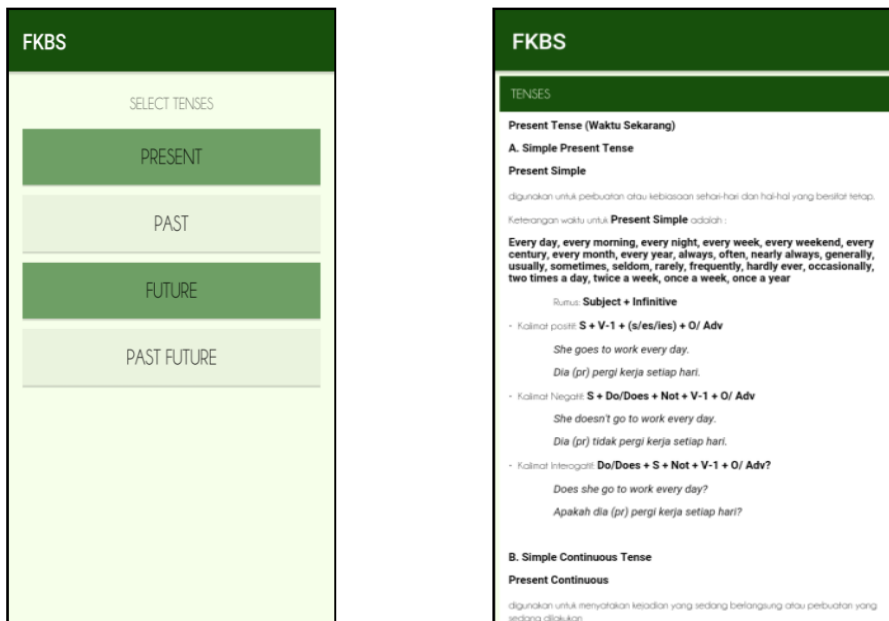 FKBS
SELECT TENSES
PRESENT
PAST
FUTURE
PAST FUTURE
FKBS
TENSES
Present Tense (Waktu Sekarang)
A. Simple Present Tense
Present Simple
digunakan untuk perbuatan atau kebiasaan sehari-hari dan hal-hal yang bersifat tetap.
Keterangan waktu untuk Present Simple adalah :
Every day, every morning, every night, every week, every weekend, every
century, every month, every year, always, often, nearly always, generally,
usually, sometimes, seldom, rarely, frequently, hardly ever, occasionally,
two times a day, twice a week, once a week, once a year
Rumus: Subject + Infinitive
- Kalimat positif: S + V-1 + (s/es/ies) + O/ Adv
She goes to work every day.
Dia (pr) pergi kerja setiap hari.
- Kalimat Negatif: S + Do/Does + Not + V-1 + O/ Adv
She doesn't go to work every day.
Dia (pr) tidak pergi kerja setiap hari.
- Kalimat Interogatif: Do/Does + S + Not + V-1 + O/ Adv?
Does she go to work every day?
Apakah dia (pr) pergi kerja setiap hari?
B. Simple Continuous Tense
Present Continuous
digunakan untuk menyatakan kejadian yang sedang berlangsung atau perbuatan yang
sedang dilakukan